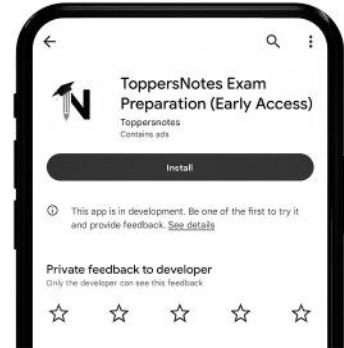 ToppersNotes Exam
Preparation (Early Access)
Toppersnotes
Contains ads
Install
This app is in development. Be one of the first to try it
and provide feedback. See details
Private feedback to developer
Only the developer can see this feedback